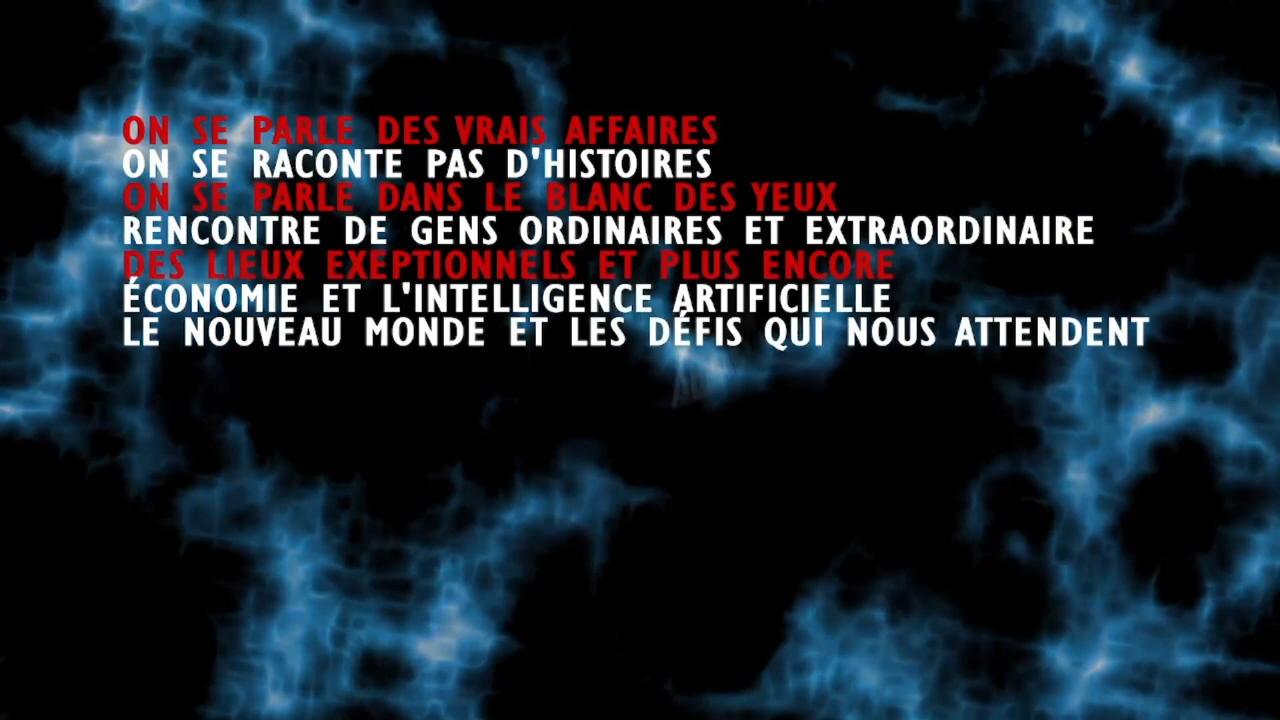 ON SE PARLE DES VRAIS AFFAIRES
ON SE RACONTE PAS D'HISTOIRES
ON SE PARLE DANS LE BLANC DES YEUX
RENCONTRE DE GENS ORDINAIRES ET EXTRAORDINAIRE
DES LIEUX EXEPTIONNELS ET PLUS ENCORE
ÉCONOMIE ET L'INTELLIGENCE ARTIFICIELLE
LE NOUVEAU MONDE ET LES DÉFIS QUI NOUS ATTENDENT